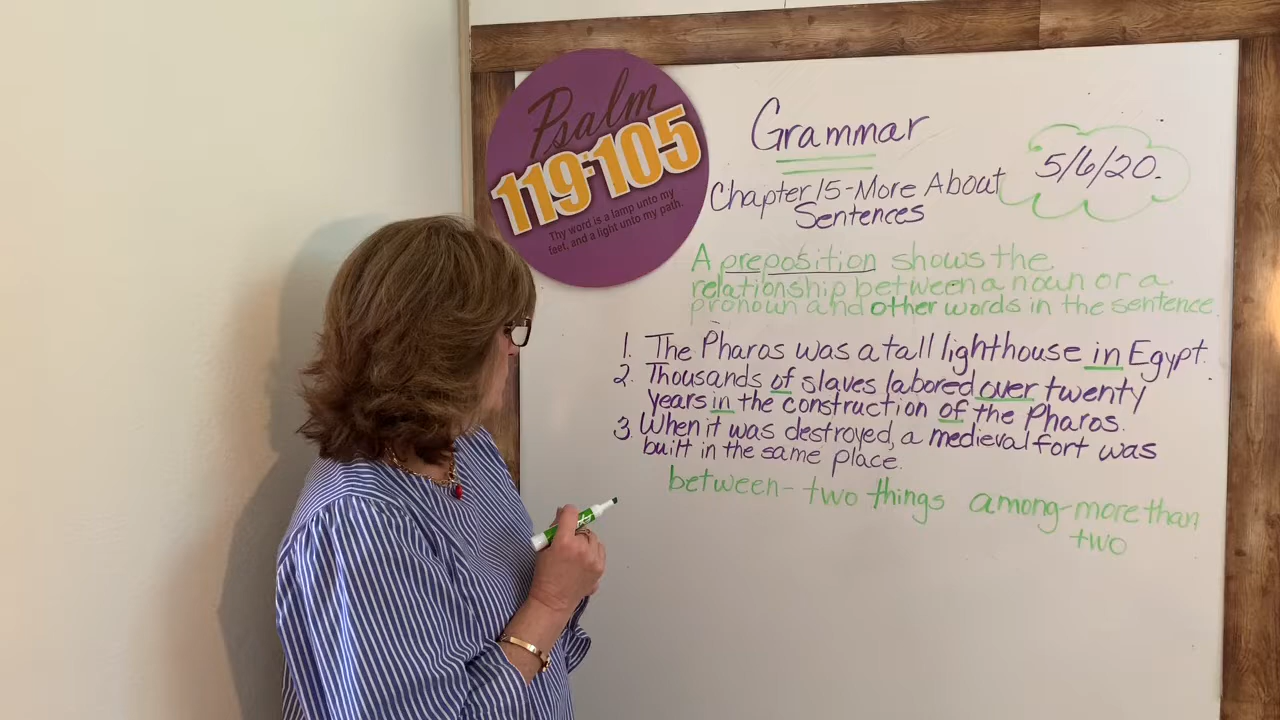 Psalm
119:105
Thy word is a lamp unto my
feet, and a light unto my path.
Grammar
5/6/20.
Chapter 15-More About
Sentences
A preposition shows the
relationship between a noun or a
pronoun and other words in the sentence.
1. The Pharos was a tall lighthouse in Egypt.
2. Thousands of slaves labored over twenty
years in the construction of the Pharos.
3. When it was destroyed, a medieval fort was
built in the same place.
between- two things among-more than
two